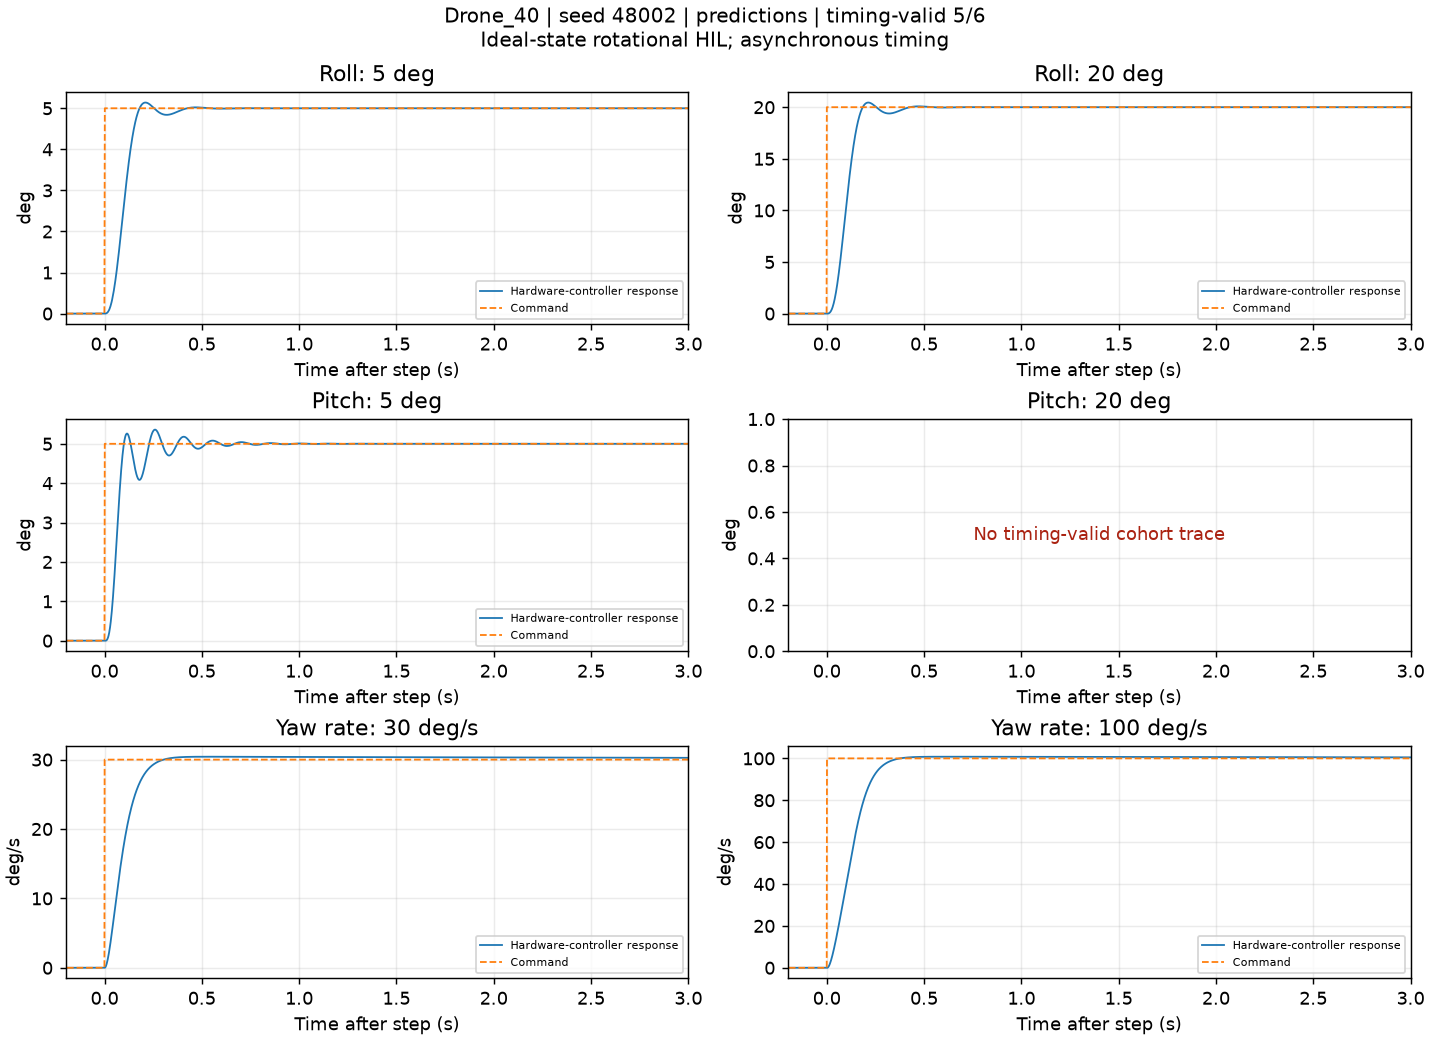 Drone_40 | seed 48002 | predictions | timing-valid 5/6
Ideal-state rotational HIL; asynchronous timing
Roll: 5 deg
5
4
3
2
1
0
deg
Hardware-controller response
Command
0.0 0.5 1.0 1.5 2.0 2.5 3.0
Time after step (s)
Roll: 20 deg
20
15
10
5
0
deg
Hardware-controller response
Command
0.0 0.5 1.0 1.5 2.0 2.5 3.0
Time after step (s)
Pitch: 5 deg
5
4
3
2
1
0
deg
Hardware-controller response
Command
0.0 0.5 1.0 1.5 2.0 2.5 3.0
Time after step (s)
Pitch: 20 deg
1.0
0.8
0.6
0.4
0.2
0.0
deg
No timing-valid cohort trace
0.0 0.5 1.0 1.5 2.0 2.5 3.0
Time after step (s)
Yaw rate: 30 deg/s
30
20
10
0
deg/s
Hardware-controller response
Command
0.0 0.5 1.0 1.5 2.0 2.5 3.0
Time after step (s)
Yaw rate: 100 deg/s
100
80
60
40
20
0
deg/s
Hardware-controller response
Command
0.0 0.5 1.0 1.5 2.0 2.5 3.0
Time after step (s)